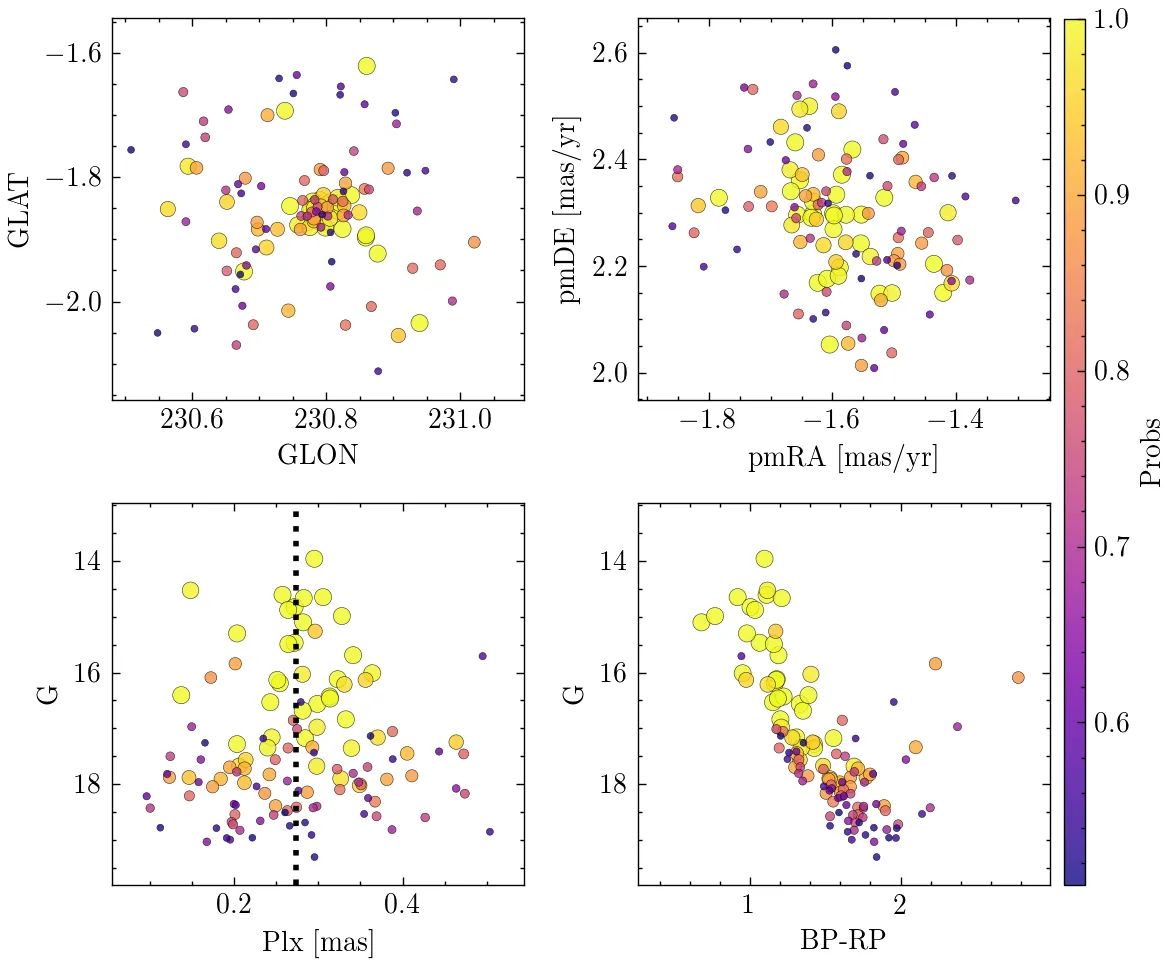 −1.6
−1.8
−2.0
GLAT
230.6 230.8 231.0
GLON
2.6
2.4
2.2
2.0
pmDE [mas/yr]
−1.8 −1.6 −1.4
pmRA [mas/yr]
1.0
0.9
0.8
0.7
0.6
Probs
14
16
18
G
0.2 0.4
Plx [mas]
14
16
18
G
1 2
BP-RP